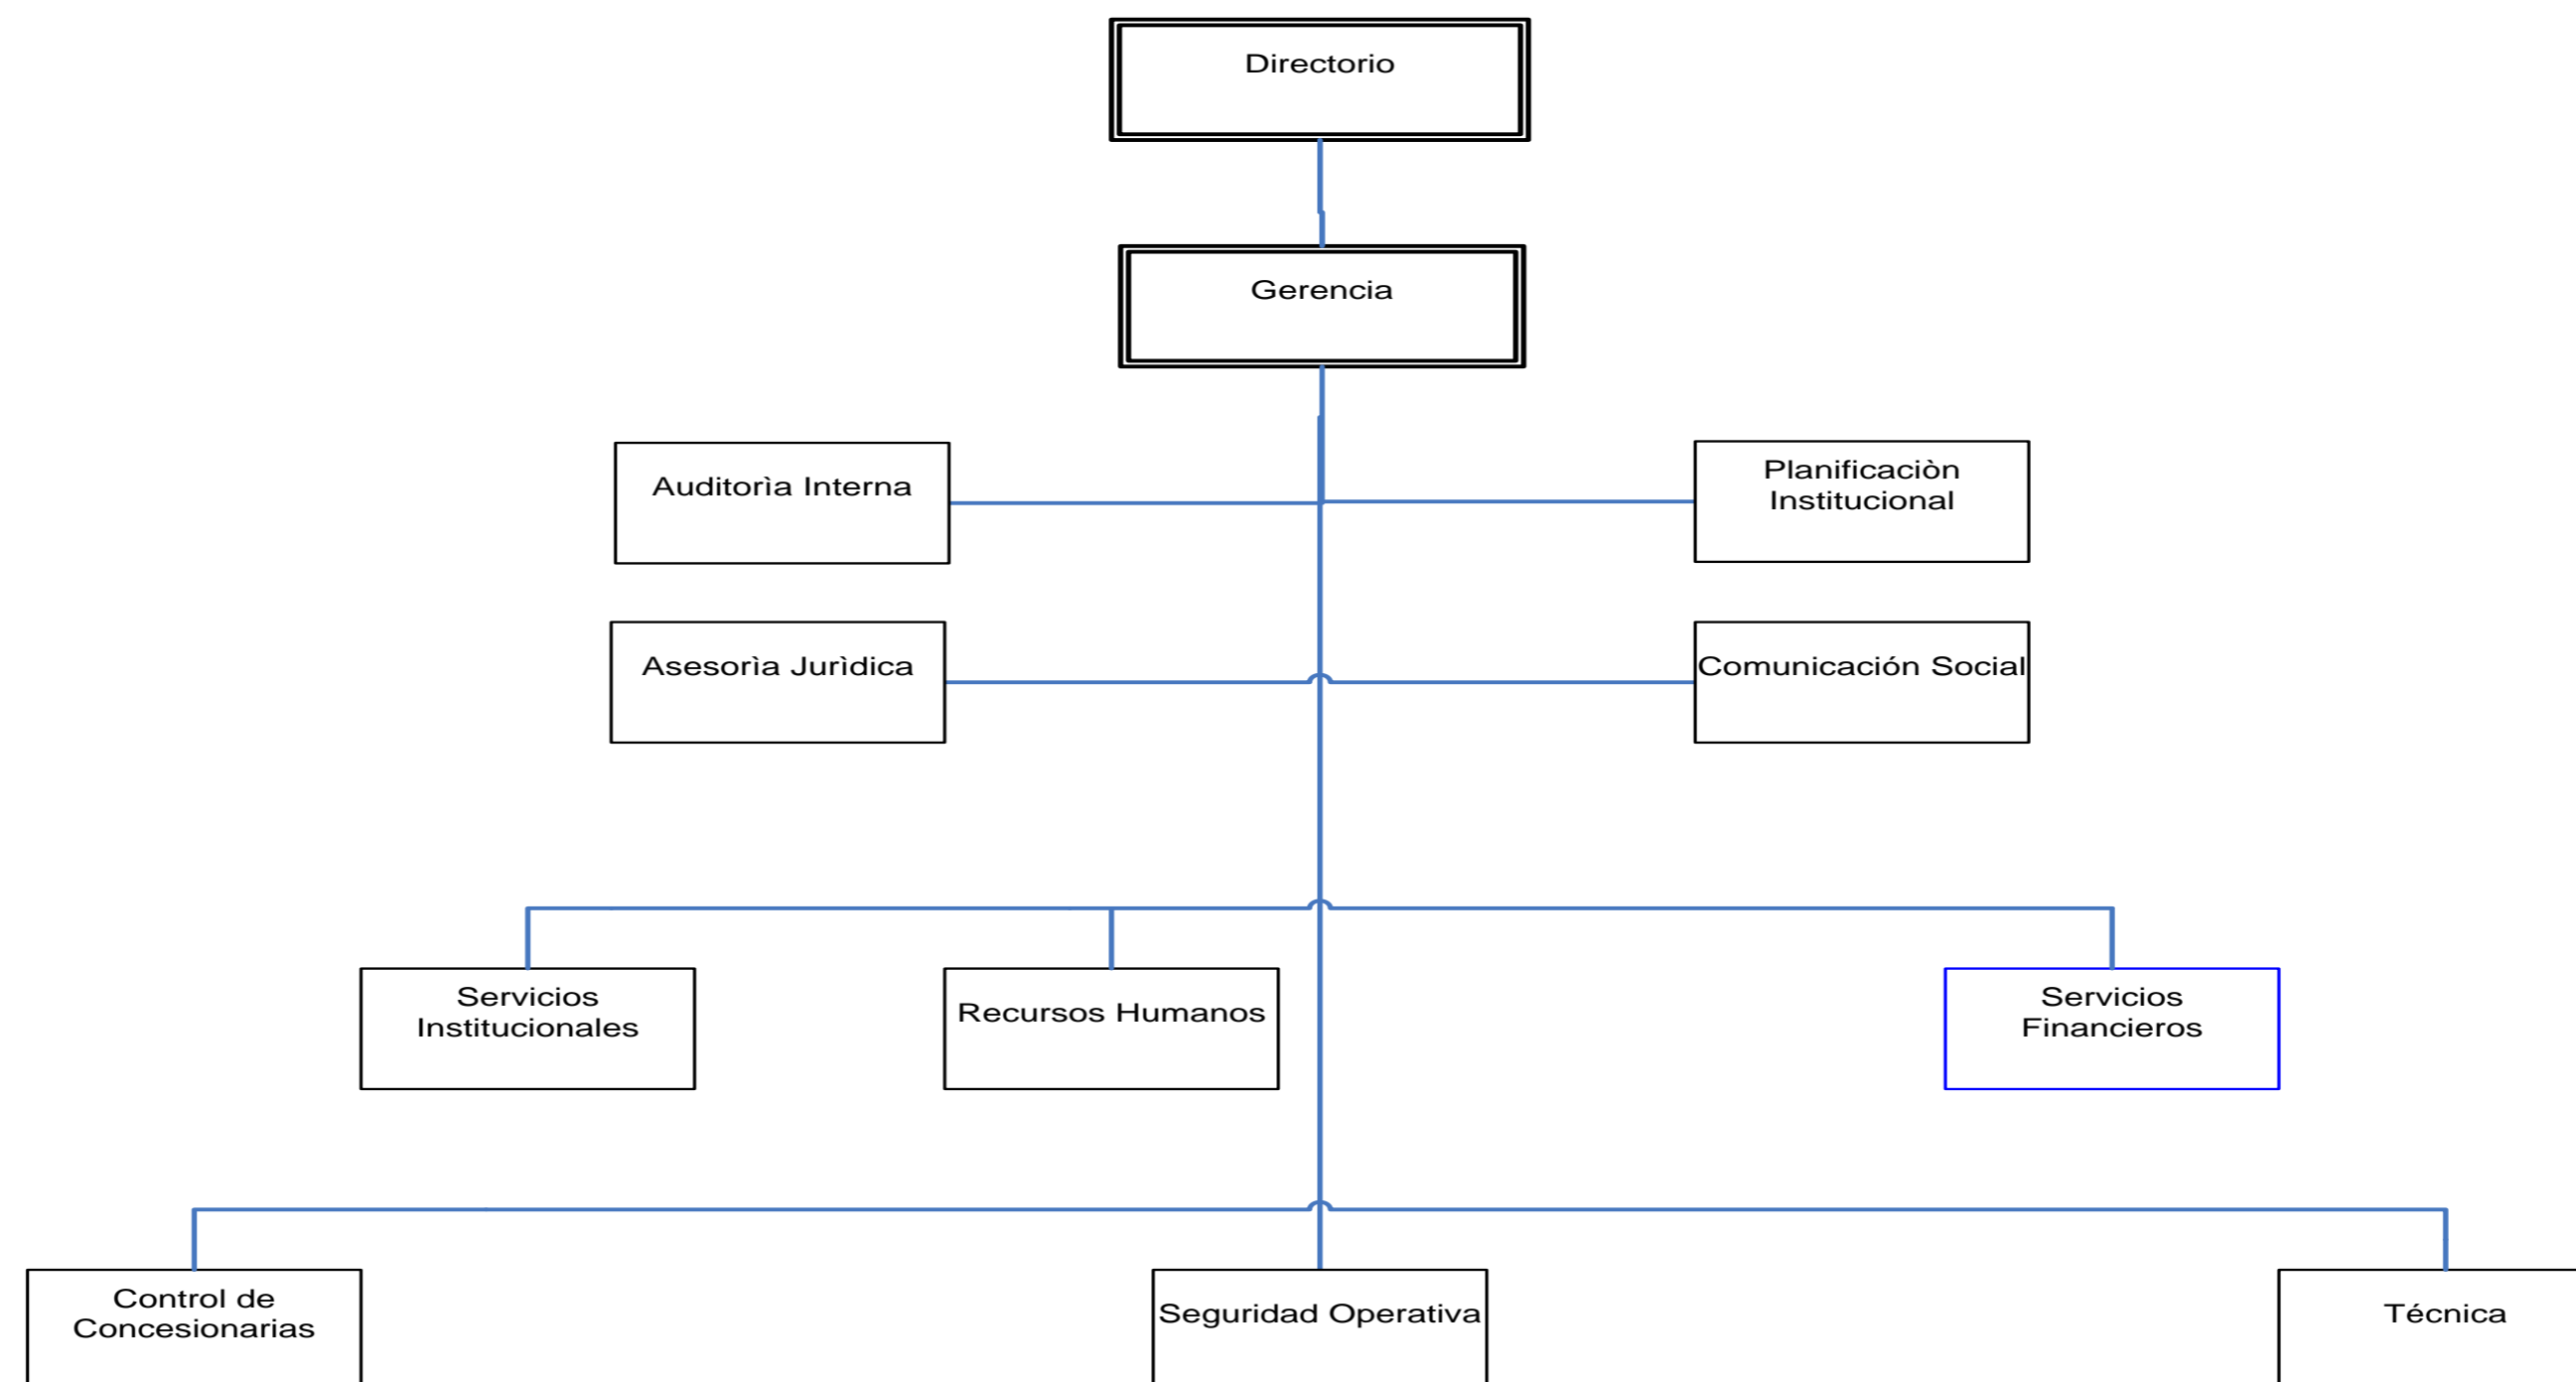 Directorio
Gerencia
Auditorìa Interna
Planificaciòn
Institucional
Asesorìa Jurìdica
Comunicación Social
Servicios
Institucionales
Recursos Humanos
Servicios
Financieros
Control de
Concesionarias
Seguridad Operativa
Técnica